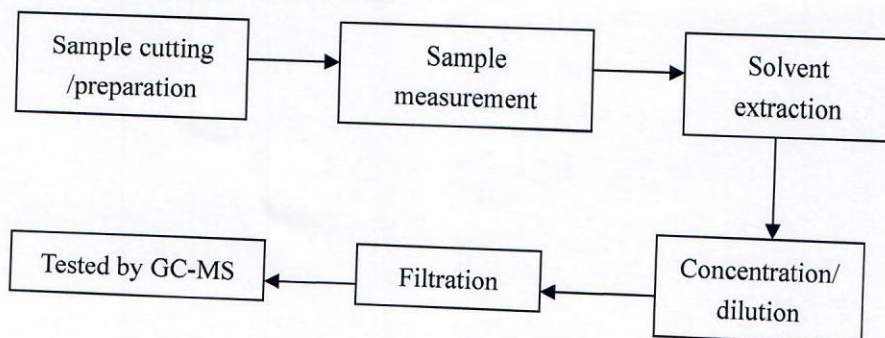 Sample cutting
/preparation
Sample
measurement
Solvent
extraction
Concentration/
dilution
Filtration
Tested by GC-MS